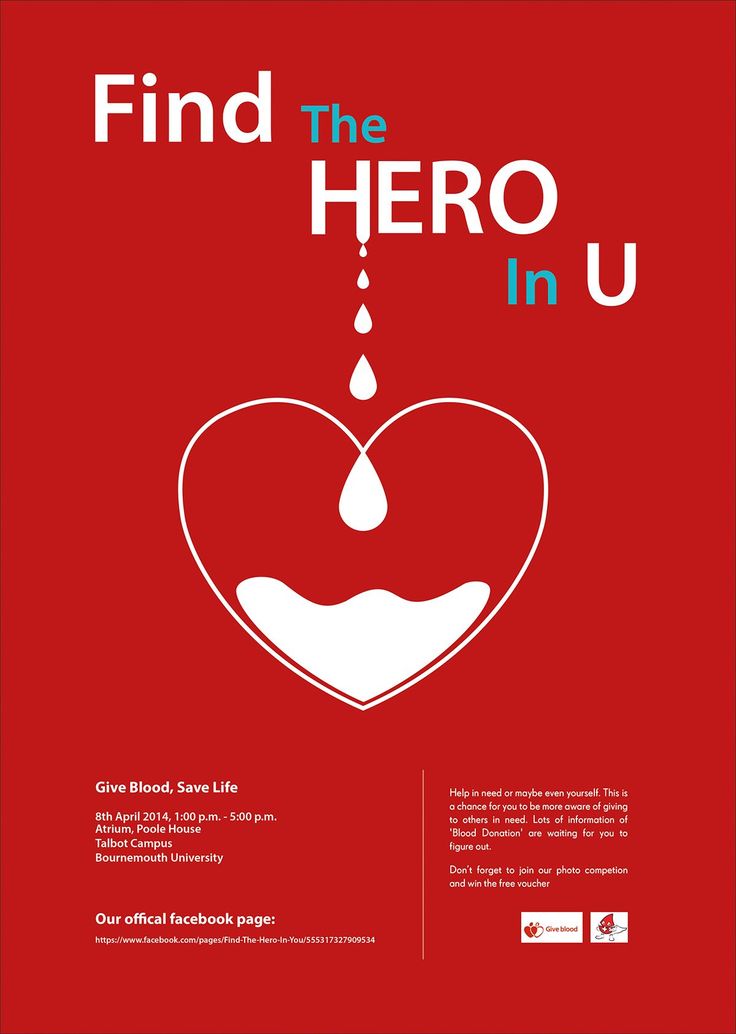 Find The
HERO
In U
Give Blood, Save Life
8th April 2014, 1:00 p.m. - 5:00 p.m.
Atrium, Poole House
Talbot Campus
Bournemouth University
Our offical facebook page:
https://www.facebook.com/pages/Find-The-Hero-In-You/555317327909534
Help in need or maybe even yourself. This is
a chance for you to be more aware of giving
to others in need. Lots of information of
'Blood Donation' are waiting for you to
figure out.
Don't forget to join our photo competion
and win the free voucher
Give blood